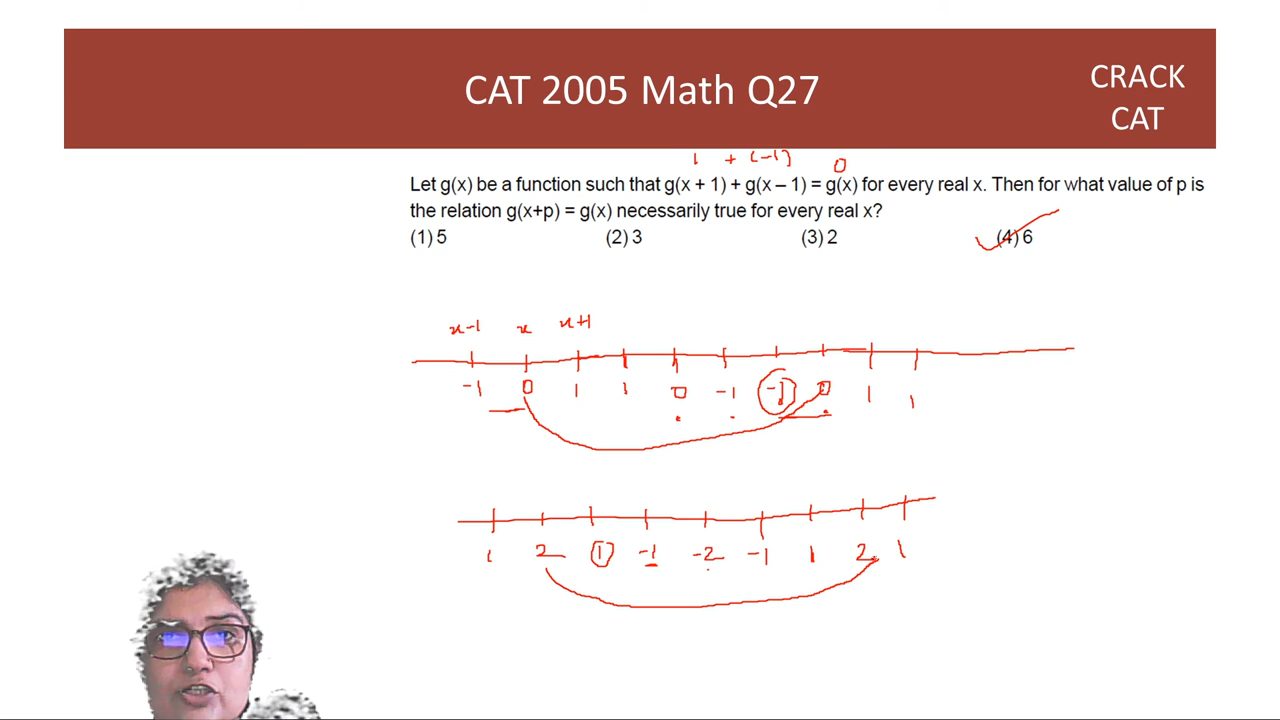 CAT 2005 Math Q27
CRACK
CAT
1 + (-1) 0
Let g(x) be a function such that g(x + 1) + g(x – 1) = g(x) for every real x. Then for what value of p is
the relation g(x+p) = g(x) necessarily true for every real x?
(1) 5 (2) 3 (3) 2 (4) 6
x-1 x x+1
-1 0 1 1 0 -1 -1 0 1 1
1 2 1 -1 -2 -1 1 2 1